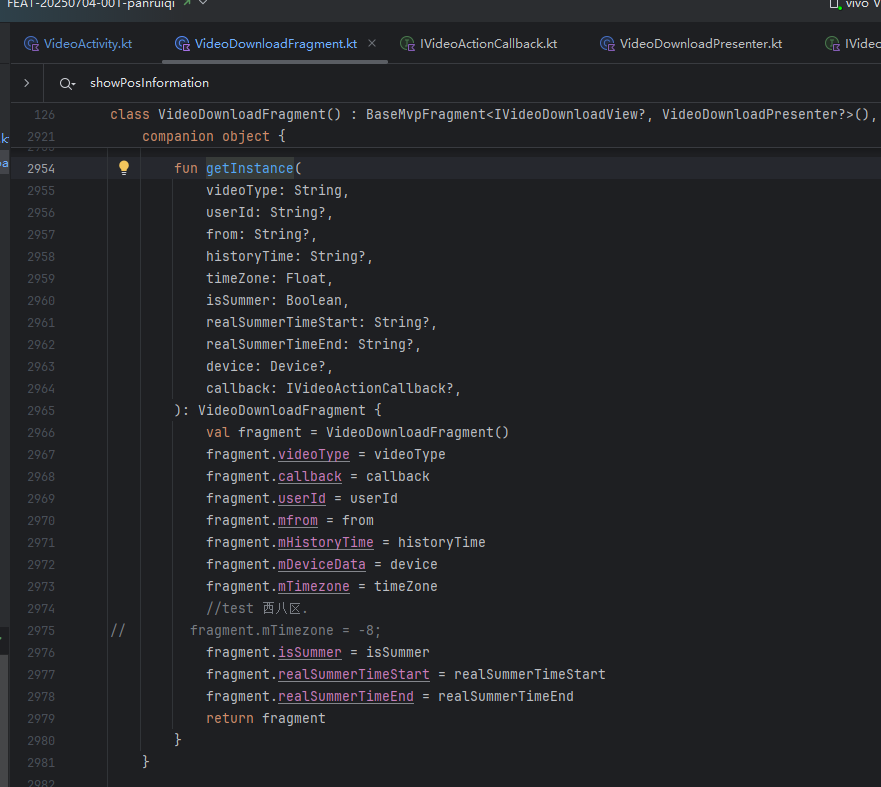 FEAT-20250704-001-panruiqi
vivo V
VideoActivity.kt
VideoDownloadFragment.kt
IVideoActionCallback.kt
VideoDownloadPresenter.kt
IVideo
showPosInformation
126 class VideoDownloadFragment() : BaseMvpFragment<IVideoDownloadView?, VideoDownloadPresenter?>(),
2921 companion object {
2954 fun getInstance(
2955 videoType: String,
2956 userId: String?,
2957 from: String?,
2958 historyTime: String?,
2959 timeZone: Float,
2960 isSummer: Boolean,
2961 realSummerTimeStart: String?,
2962 realSummerTimeEnd: String?,
2963 device: Device?,
2964 callback: IVideoActionCallback?,
2965 ): VideoDownloadFragment {
2966 val fragment = VideoDownloadFragment()
2967 fragment.videoType = videoType
2968 fragment.callback = callback
2969 fragment.userId = userId
2970 fragment.mfrom = from
2971 fragment.mHistoryTime = historyTime
2972 fragment.mDeviceData = device
2973 fragment.mTimezone = timeZone
2974 //test 西八区.
2975 // fragment.mTimezone = -8;
2976 fragment.isSummer = isSummer
2977 fragment.realSummerTimeStart = realSummerTimeStart
2978 fragment.realSummerTimeEnd = realSummerTimeEnd
2979 return fragment
2980 }
2981 }
2982